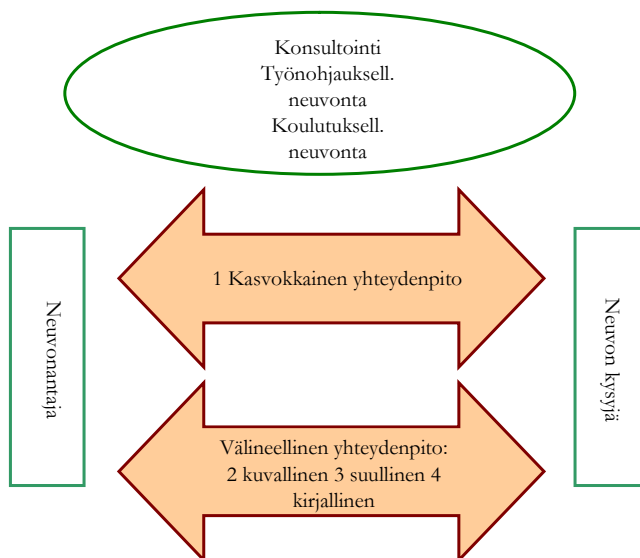 Konsultointi
Työnohjauksell.
neuvonta
Koulutuksell.
neuvonta
Neuvonantaja
1 Kasvokkainen yhteydenpito
Neuvon kysyjä
Välineellinen yhteydenpito:
2 kuvallinen 3 suullinen 4
kirjallinen